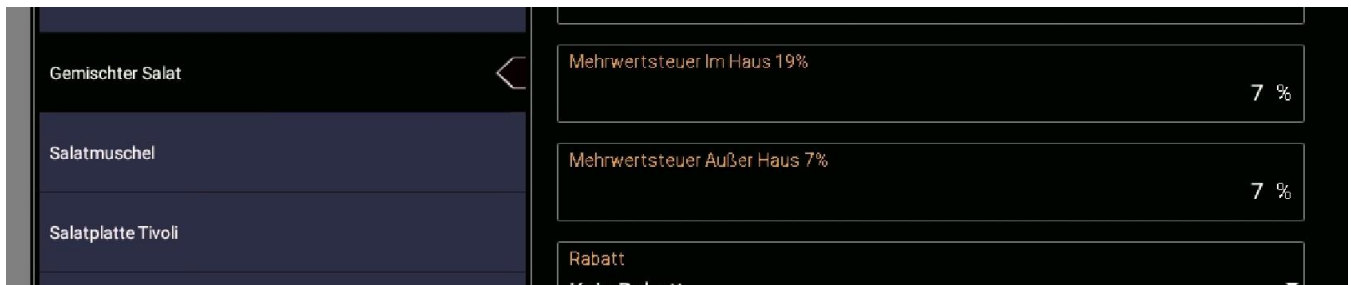 Gemischter Salat
Salatmuschel
Salatplatte Tivoli
Mehrwertsteuer Im Haus 19%
7 %
Mehrwertsteuer Außer Haus 7%
7 %
Rabatt